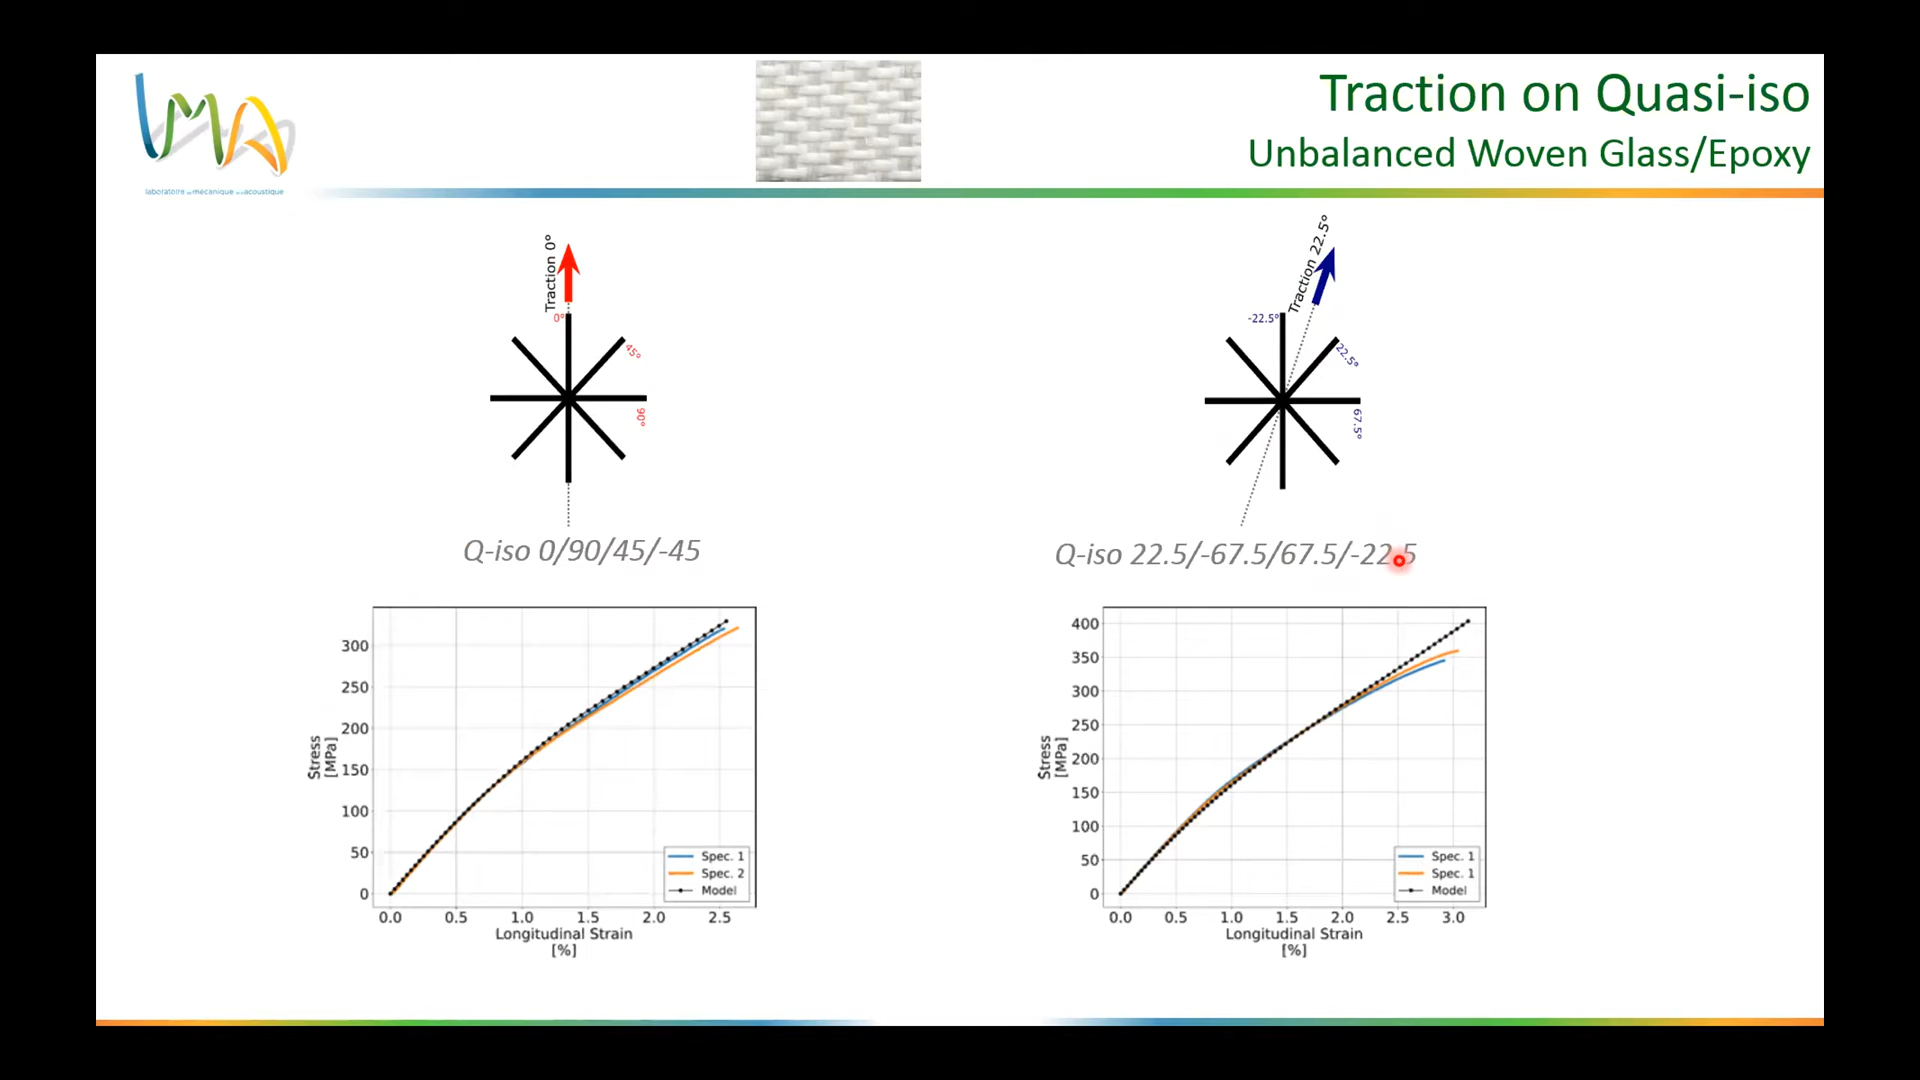 LMA
laboratoire de mécanique et d'acoustique
Traction on Quasi-iso
Unbalanced Woven Glass/Epoxy
Traction 0°
0°
45°
90°
Q-iso 0/90/45/-45
Traction 22.5°
-22.5°
22.5°
67.5°
Q-iso 22.5/-67.5/67.5/-22.5
Stress
[MPa]
300
250
200
150
100
50
0
Spec. 1
Spec. 2
Model
0.0 0.5 1.0 1.5 2.0 2.5
Longitudinal Strain
[%]
Stress
[MPa]
400
350
300
250
200
150
100
50
0
Spec. 1
Spec. 1
Model
0.0 0.5 1.0 1.5 2.0 2.5 3.0
Longitudinal Strain
[%]